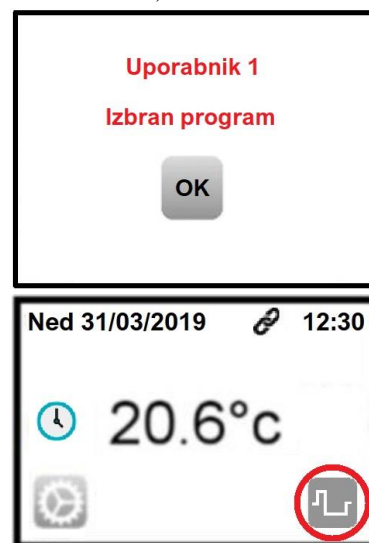 Uporabnik 1
Izbran program
OK
Ned 31/03/2019 12:30
20.6°c